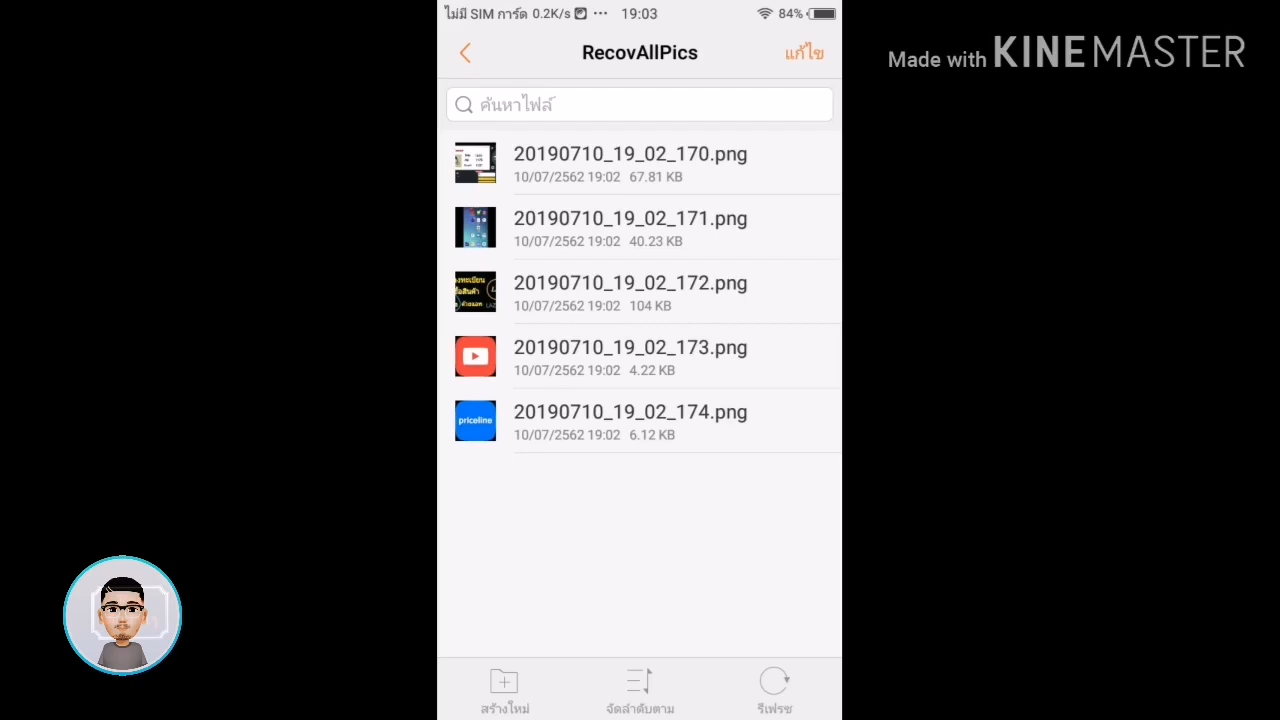 ไม่มี SIM การ์ด 0.2K/s ··· 19:03 84%
RecovAllPics แก้ไข
Made with KINEMASTER
ค้นหาไฟล์
20190710_19_02_170.png
10/07/2562 19:02 67.81 KB
20190710_19_02_171.png
10/07/2562 19:02 40.23 KB
20190710_19_02_172.png
10/07/2562 19:02 104 KB
20190710_19_02_173.png
10/07/2562 19:02 4.22 KB
priceline
20190710_19_02_174.png
10/07/2562 19:02 6.12 KB
สร้างใหม่ จัดลำดับตาม รีเฟรช